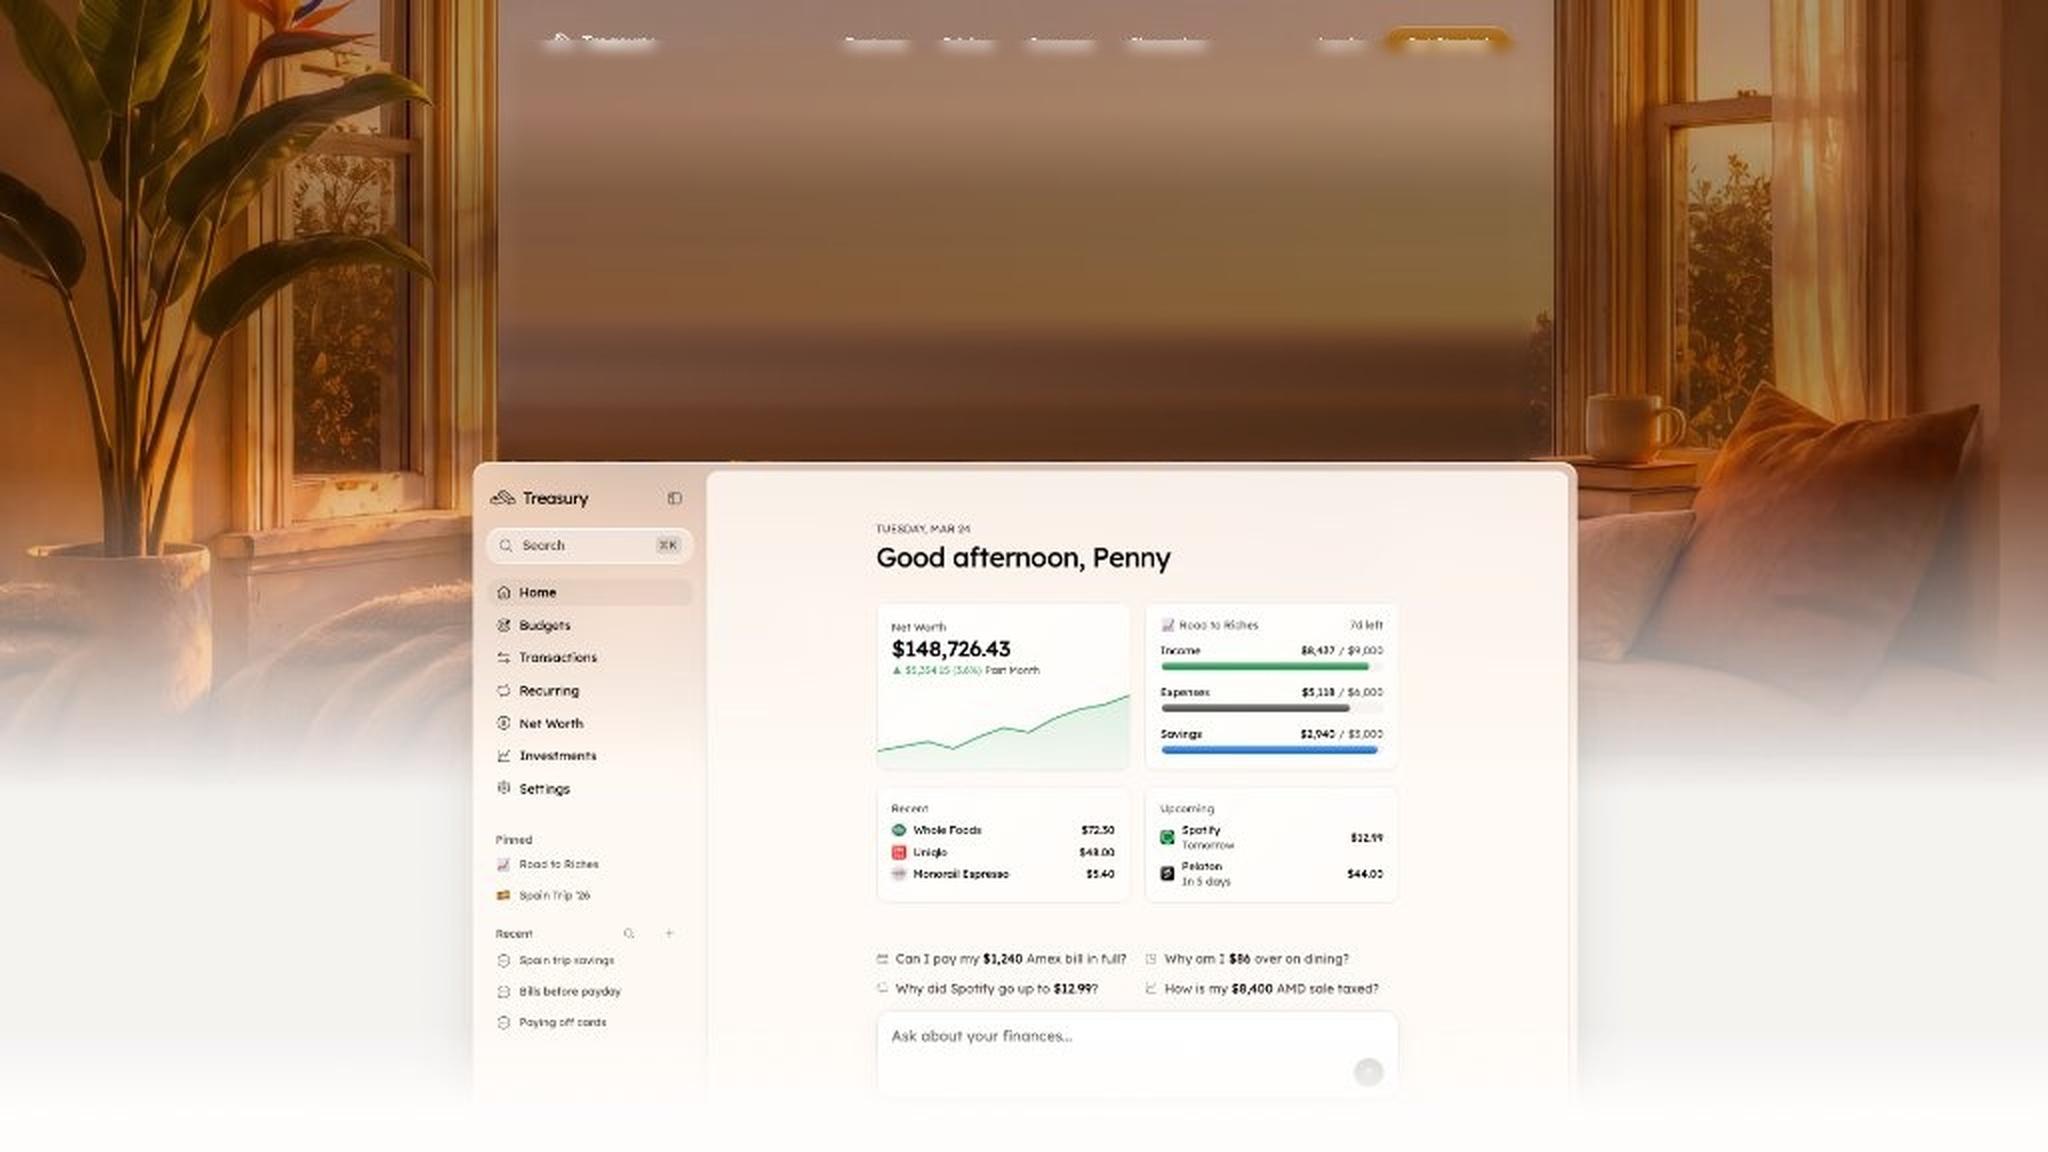 Treasury
Search ⌘K
Home
Budgets
Transactions
Recurring
Net Worth
Investments
Settings
Pinned
Road to Riches
Spain Trip '26
Recent
Spain trip savings
Bills before payday
Paying off cards
TUESDAY, MAR 24
Good afternoon, Penny
Net Worth
$148,726.43
Past Month
Road to Riches 7d left
Income $8,437 / $9,000
Expenses $5,118 / $6,000
Savings $2,940 / $3,000
Recent
Whole Foods $72.50
Uniqlo $48.00
Monorail Espresso $5.40
Upcoming
Spotify
Tomorrow
$12.99
Peloton
In 5 days
$44.00
Can I pay my $1,240 Amex bill in full?
Why am I $86 over on dining?
Why did Spotify go up to $12.99?
How is my $8,400 AMD sale taxed?
Ask about your finances...